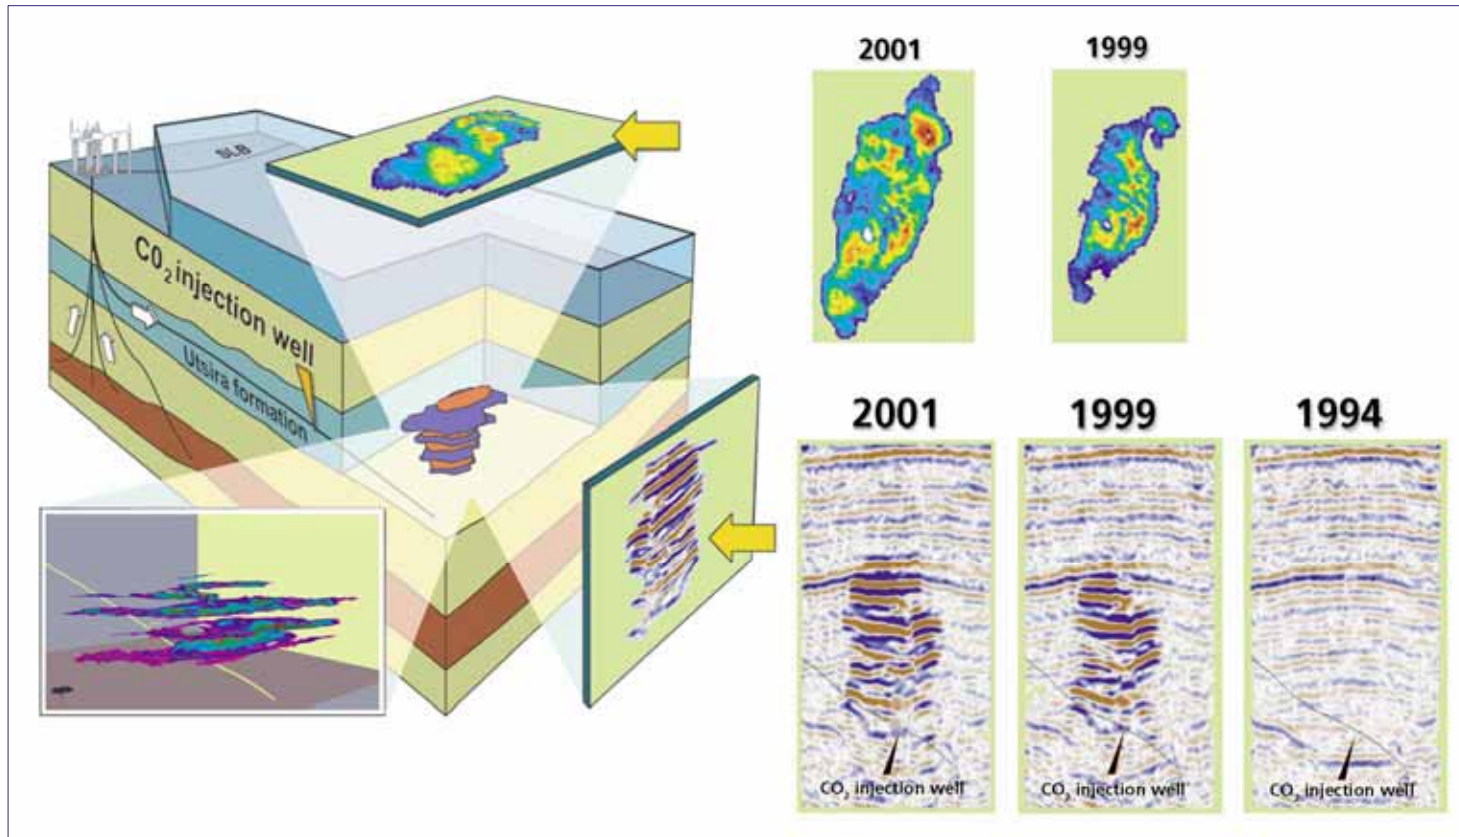 2001
1999
SLB
C0₂ injection well
Utsira formation
2001
1999
1994
CO₂ injection well
CO₂ injection well
CO₂ injection well